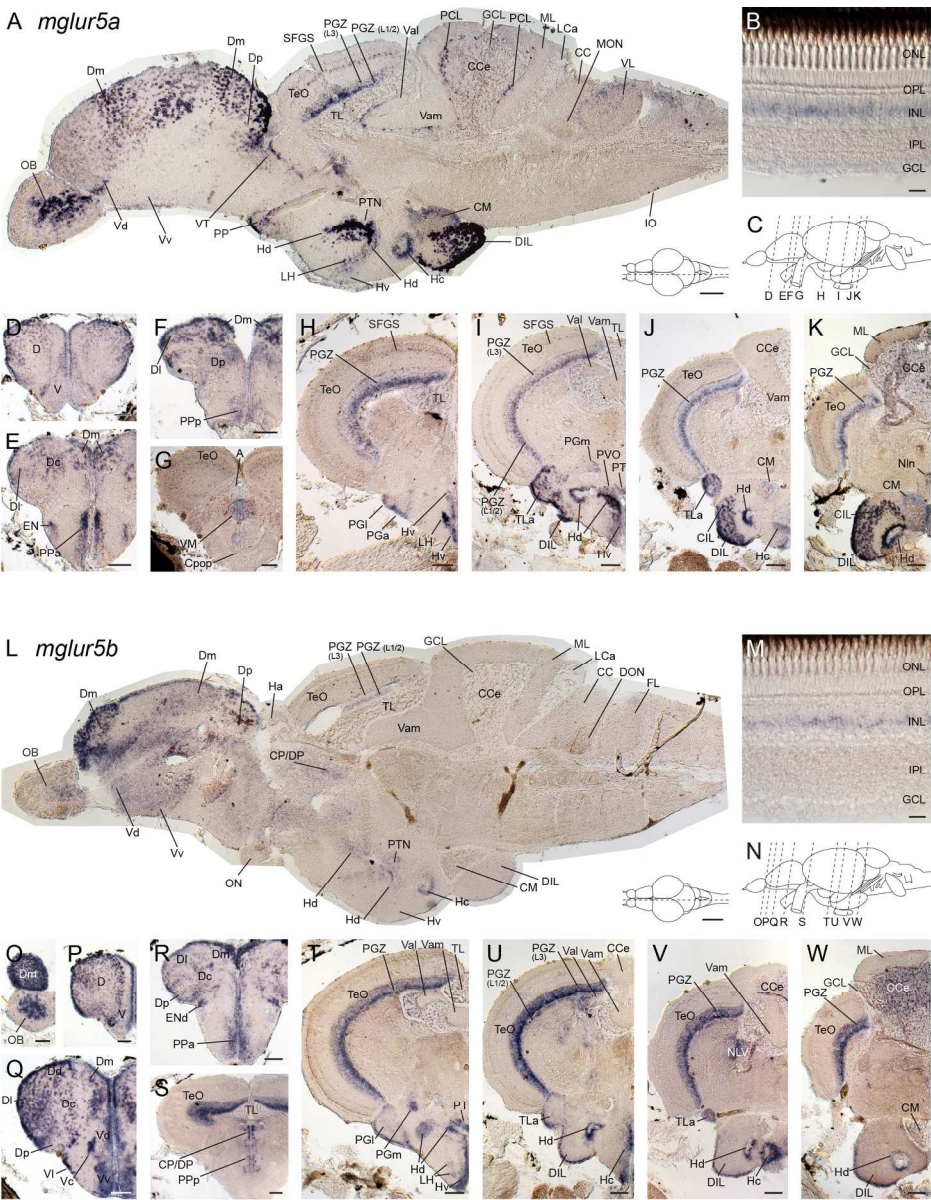 A mglur5a
SFGS PGZ (L3) PGZ (L1/2) Val PCL GCL PCL ML LCa CC MON VL
Dm Dm Dp TeO TL Vam CCe
OB Vd Vv VT PP Hd PTN LH Hv Hd Hc CM DIL IO
B
ONL
OPL
INL
IPL
GCL
C
D EF G H I JK
D
D
V
E
Dm
Dc
Dl
EN
PPa
F
Dm
Dl
Dp
PPp
G
TeO A
VM
Cpop
H
SFGS
PGZ TeO
TL
PGl
PGa
Hv
LH
Hv
I
SFGS Val Vam TL
PGZ (L3) TeO
PGm
PVO
PT
PGZ (L1/2)
TLa
DIL Hd
Hv
J
CCe
TeO
PGZ
Vam
CM
TLa
Hd
CIL
DIL Hc
K
ML
GCL
CCe
PGZ
TeO
Nln
CM
CIL
Hd
DIL
L mglur5b
PGZ (L3) PGZ (L1/2) GCL ML LCa CC DON FL
Dm Dm Dp Ha TeO TL Vam CCe
OB Vd Vv CP/DP ON PTN Hd Hd Hv Hc CM DIL
M
ONL
OPL
INL
IPL
GCL
N
OPQ R S TU VW
O
Dm
OB
P
D
V
Q
Dd Dm
Dl
Dc
Dp
Vd
Vl
Vc
Vv
R
Dl
Dc
Dp
ENd
PPa
S
TeO
TL
CP/DP
PPp
T
PGZ Val Vam TL
TeO
PGl
PGm
PT
Hd
LH
Hv
U
PGZ (L3) Val Vam CCe
PGZ (L1/2)
TeO
TLa
Hd
DIL
Hc
V
Vam
PGZ
CCe
TeO
NLV
TLa
Hd
DIL
Hc
W
ML
GCL
CCe
PGZ
TeO
CM
Hd
DIL